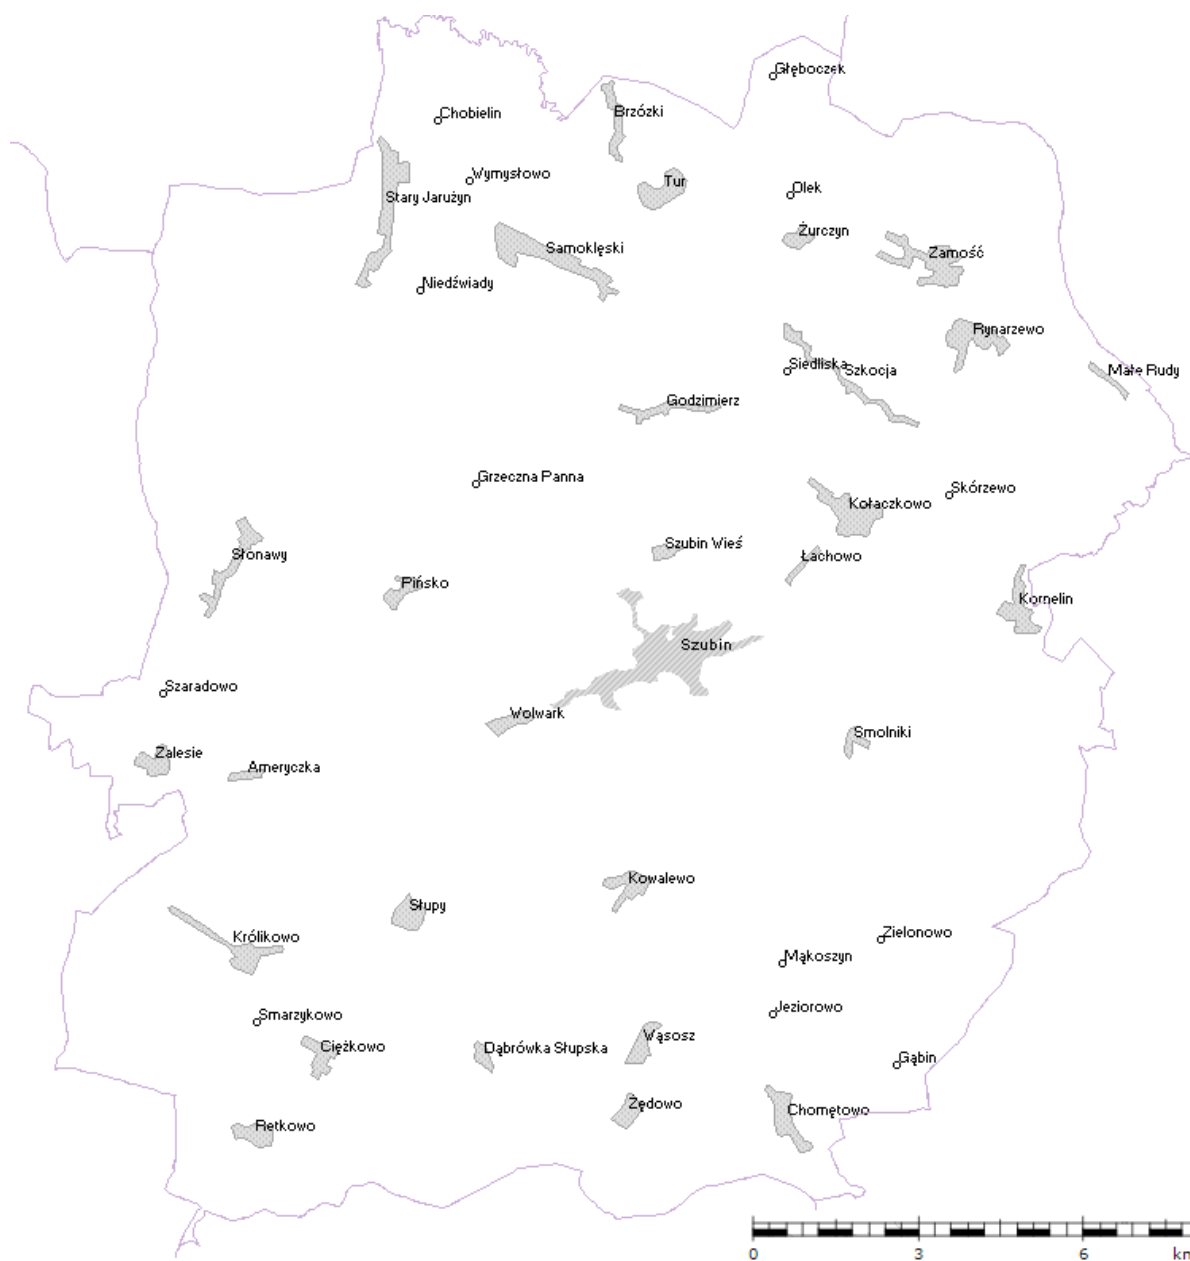 Głęboczek
Chobielin
Brzózki
Wymysłowo
Tur
Olek
Stary Jarużyn
Żurczyn
Samoklęski
Zamość
Niedźwiady
Rynarzewo
Siedliska
Szkocja
Małe Rudy
Godzimierz
Grzeczna Panna
Skórzewo
Kołaczkowo
Szubin Wieś
Słonawy
Łachowo
Pińsko
Kornelin
Szubin
Szaradowo
Wolwark
Smolniki
Zalesie
Ameryczka
Kowalewo
Słupy
Zielonowo
Królikowo
Mąkoszyn
Jeziorowo
Smarzykowo
Wąsosz
Ciężkowo
Dąbrówka Słupska
Gąbin
Żędowo
Chomętowo
Retkowo
0 3 6 km